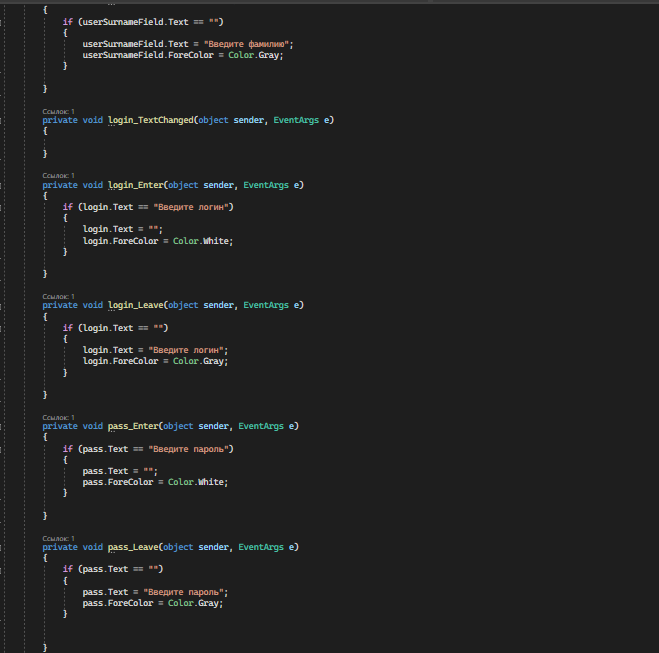 {
if (userSurnameField.Text == "")
{
userSurnameField.Text = "Введите фамилию";
userSurnameField.ForeColor = Color.Gray;
}
}
Ссылок: 1
private void login_TextChanged(object sender, EventArgs e)
{
}
Ссылок: 1
private void login_Enter(object sender, EventArgs e)
{
if (login.Text == "Введите логин")
{
login.Text = "";
login.ForeColor = Color.White;
}
}
Ссылок: 1
private void login_Leave(object sender, EventArgs e)
{
if (login.Text == "")
{
login.Text = "Введите логин";
login.ForeColor = Color.Gray;
}
}
Ссылок: 1
private void pass_Enter(object sender, EventArgs e)
{
if (pass.Text == "Введите пароль")
{
pass.Text = "";
pass.ForeColor = Color.White;
}
}
Ссылок: 1
private void pass_Leave(object sender, EventArgs e)
{
if (pass.Text == "")
{
pass.Text = "Введите пароль";
pass.ForeColor = Color.Gray;
}
}